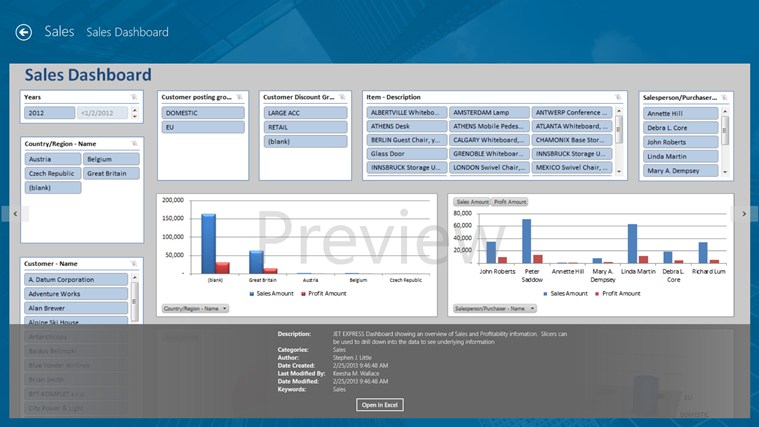 Sales Sales Dashboard
Sales Dashboard
Years
2012 <1/2/2012
Country/Region - Name
Austria Belgium
Czech Republic Great Britain
(blank)
Customer - Name
A. Datum Corporation
Adventure Works
Alan Brewer
Alpine Ski House
Customer posting gro...
DOMESTIC
EU
Customer Discount Gr...
LARGE ACC
RETAIL
(blank)
Item - Description
ALBERTVILLE Whitebo... AMSTERDAM Lamp ANTWERP Conference ...
ATHENS Desk ATHENS Mobile Pedes... ATLANTA Whiteboard, ...
BERLIN Guest Chair, y... CALGARY Whiteboard,... CHAMONIX Base Stor...
Glass Door GRENOBLE Whiteboar... INNSBRUCK Storage U...
INNSBRUCK Storage U... LONDON Swivel Chair,... MEXICO Swivel Chair, ...
Salesperson/Purchaser...
Annette Hill
Debra L. Core
John Roberts
Linda Martin
Mary A. Dempsey
200,000
150,000
100,000
50,000
-
(blank) Great Britain Austria Belgium Czech Republic
Sales Amount Profit Amount
Country/Region - Name
Preview
Sales Amount Profit Amount
80,000
60,000
40,000
20,000
-
John Roberts Peter Saddow Annette Hill Mary A. Dempsey Linda Martin Debra L. Core Richard Lum
Sales Amount Profit Amount
Salesperson/Purchaser - Name
Description: JET EXPRESS Dashboard showing an overview of Sales and Profitability information. Slicers can
be used to drill down into the data to see underlying information
Categories: Sales
Author: Stephen J. Little
Date Created: 2/25/2013 9:46:48 AM
Last Modified By: Keesha M. Wallace
Date Modified: 2/25/2013 9:46:48 AM
Keywords: Sales
Open in Excel